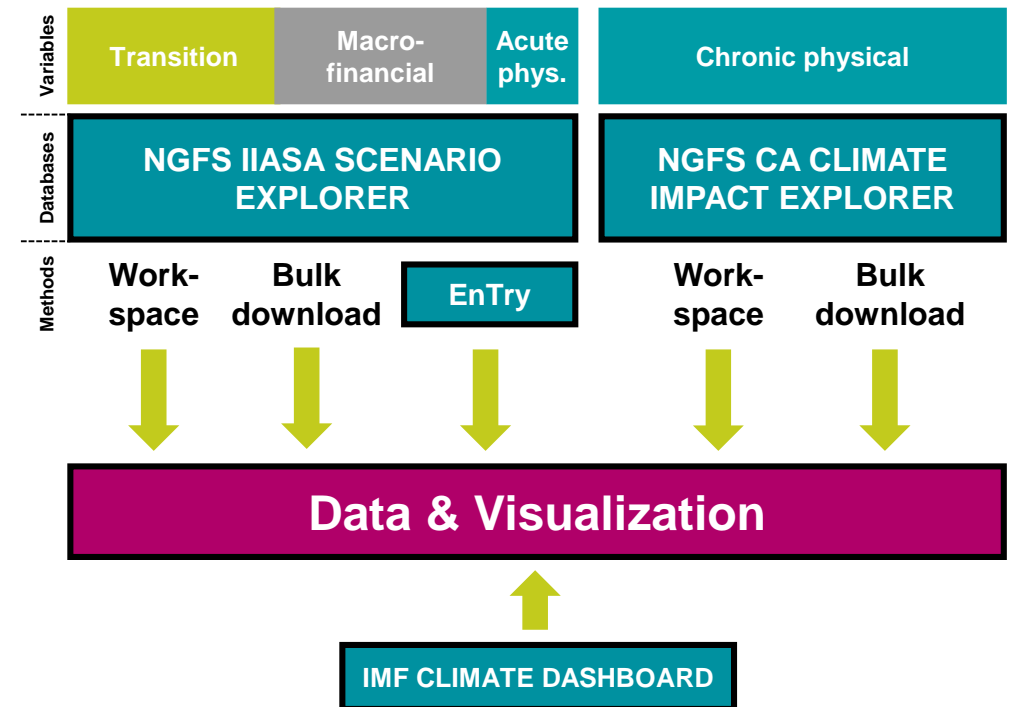 Variables
Transition
Macro-
financial
Acute
phys.
Chronic physical
Databases
NGFS IIASA SCENARIO
EXPLORER
NGFS CA CLIMATE
IMPACT EXPLORER
Methods
Work-
space
Bulk
download
EnTry
Work-
space
Bulk
download
Data & Visualization
IMF CLIMATE DASHBOARD